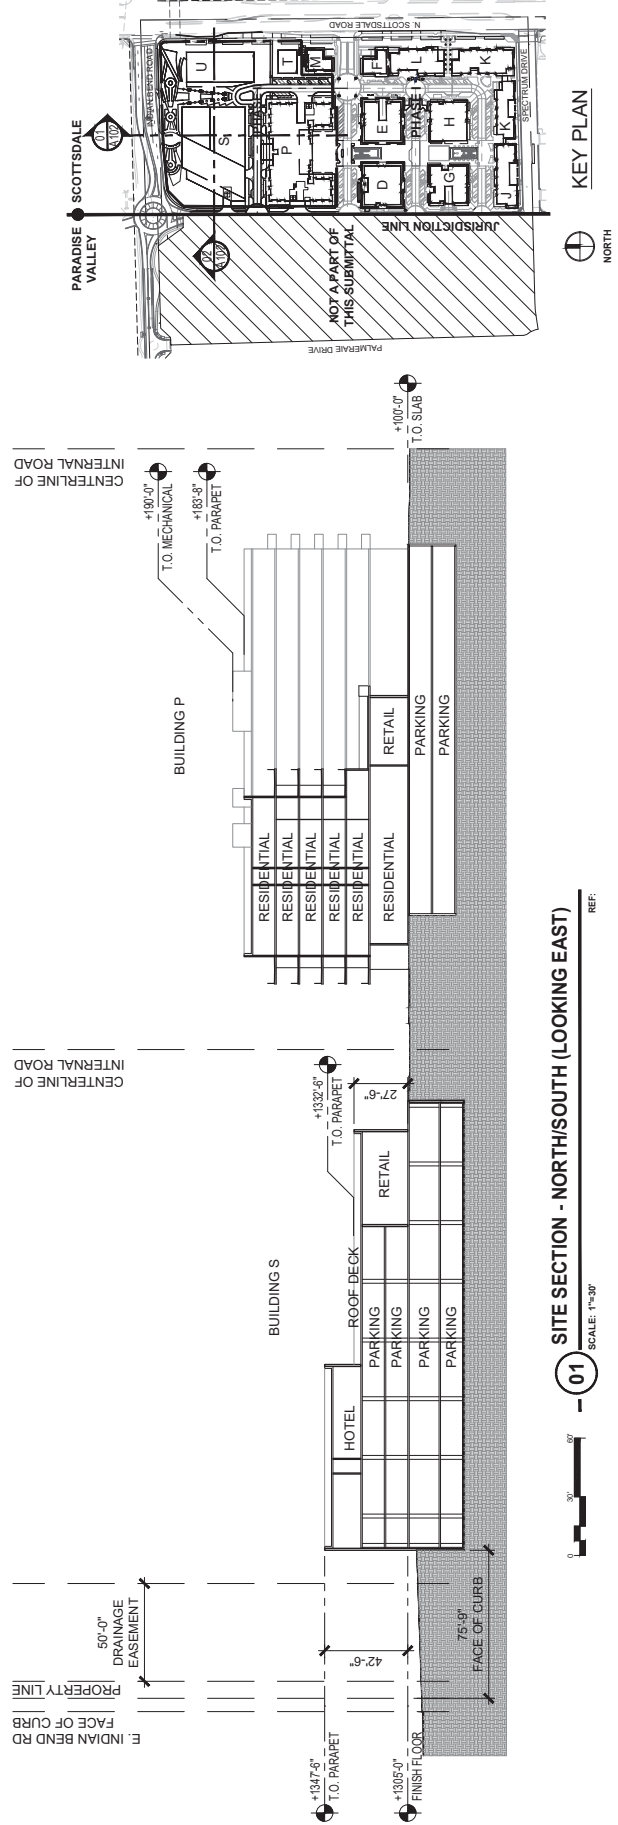 E. INDIAN BEND RD
FACE OF CURB
PROPERTY LINE
50'-0"
DRAINAGE
EASEMENT
+1347'-6"
T.O. PARAPET
+1305'-0"
FINISH FLOOR
42'-6"
75'-9"
FACE OF CURB
BUILDING S
HOTEL
ROOF DECK
PARKING
PARKING
PARKING
PARKING
RETAIL
+1332'-6"
T.O. PARAPET
27'-6"
CENTERLINE OF
INTERNAL ROAD
BUILDING P
RESIDENTIAL
RESIDENTIAL
RESIDENTIAL
RESIDENTIAL
RESIDENTIAL
RESIDENTIAL
RETAIL
PARKING
PARKING
+190'-0"
T.O. MECHANICAL
+183'-8"
T.O. PARAPET
CENTERLINE OF
INTERNAL ROAD
+100'-0"
T.O. SLAB
0 30' 60'
01
SITE SECTION - NORTH/SOUTH (LOOKING EAST)
SCALE: 1"=30'
REF:
PARADISE
VALLEY
SCOTTSDALE
01
A102
02
A102
N. SCOTTSDALE ROAD
U
S
T
M
P
F
L
K
E
PHASE I
H
K
D
G
J
SPECTRUM DRIVE
JURISDICTION LINE
NOT A PART OF
THIS SUBMITTAL
PALMERAIE DRIVE
NORTH
KEY PLAN